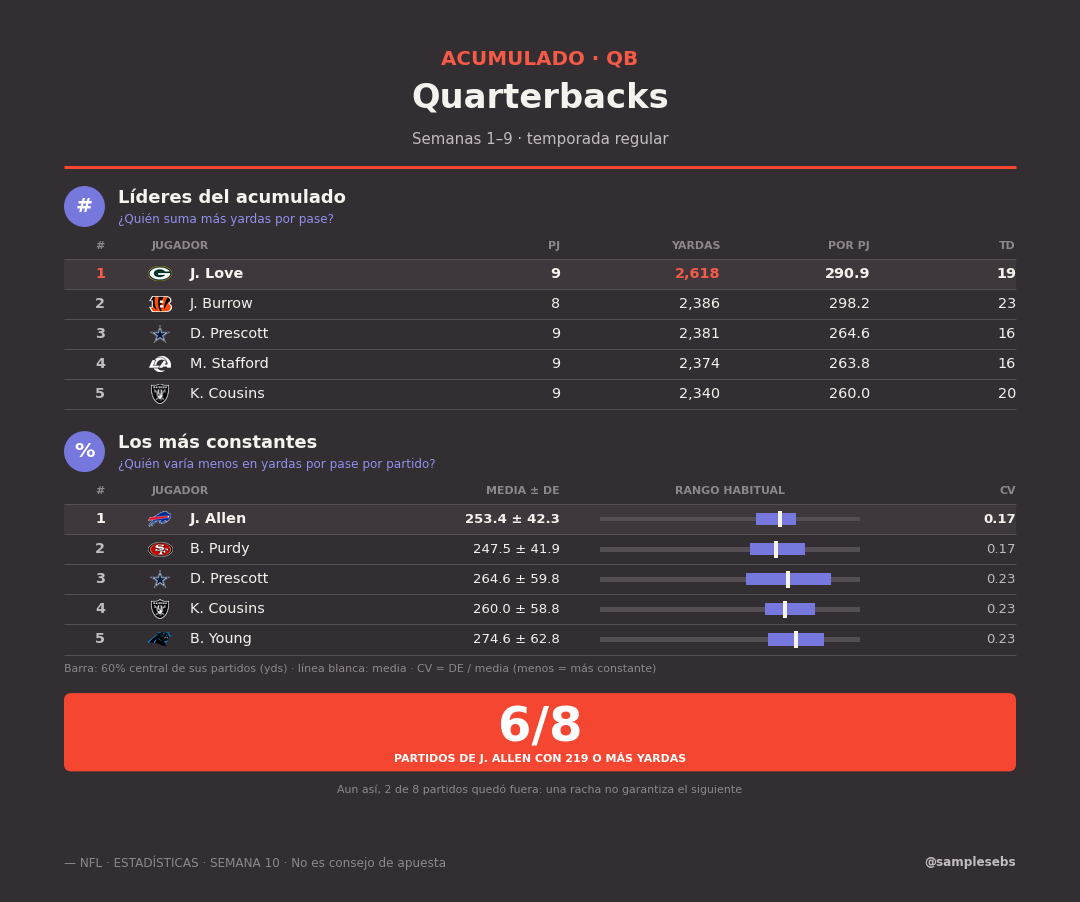 ACUMULADO · QB
Quarterbacks
Semanas 1–9 · temporada regular
# Líderes del acumulado
¿Quién suma más yardas por pase?
# JUGADOR PJ YARDAS POR PJ TD
1 J. Love 9 2,618 290.9 19
2 J. Burrow 8 2,386 298.2 23
3 D. Prescott 9 2,381 264.6 16
4 M. Stafford 9 2,374 263.8 16
5 K. Cousins 9 2,340 260.0 20
% Los más constantes
¿Quién varía menos en yardas por pase por partido?
# JUGADOR MEDIA ± DE RANGO HABITUAL CV
1 J. Allen 253.4 ± 42.3 0.17
2 B. Purdy 247.5 ± 41.9 0.17
3 D. Prescott 264.6 ± 59.8 0.23
4 K. Cousins 260.0 ± 58.8 0.23
5 B. Young 274.6 ± 62.8 0.23
Barra: 60% central de sus partidos (yds) · línea blanca: media · CV = DE / media (menos = más constante)
6/8
PARTIDOS DE J. ALLEN CON 219 O MÁS YARDAS
Aun así, 2 de 8 partidos quedó fuera: una racha no garantiza el siguiente
— NFL · ESTADÍSTICAS · SEMANA 10 · No es consejo de apuesta
@samplesebs